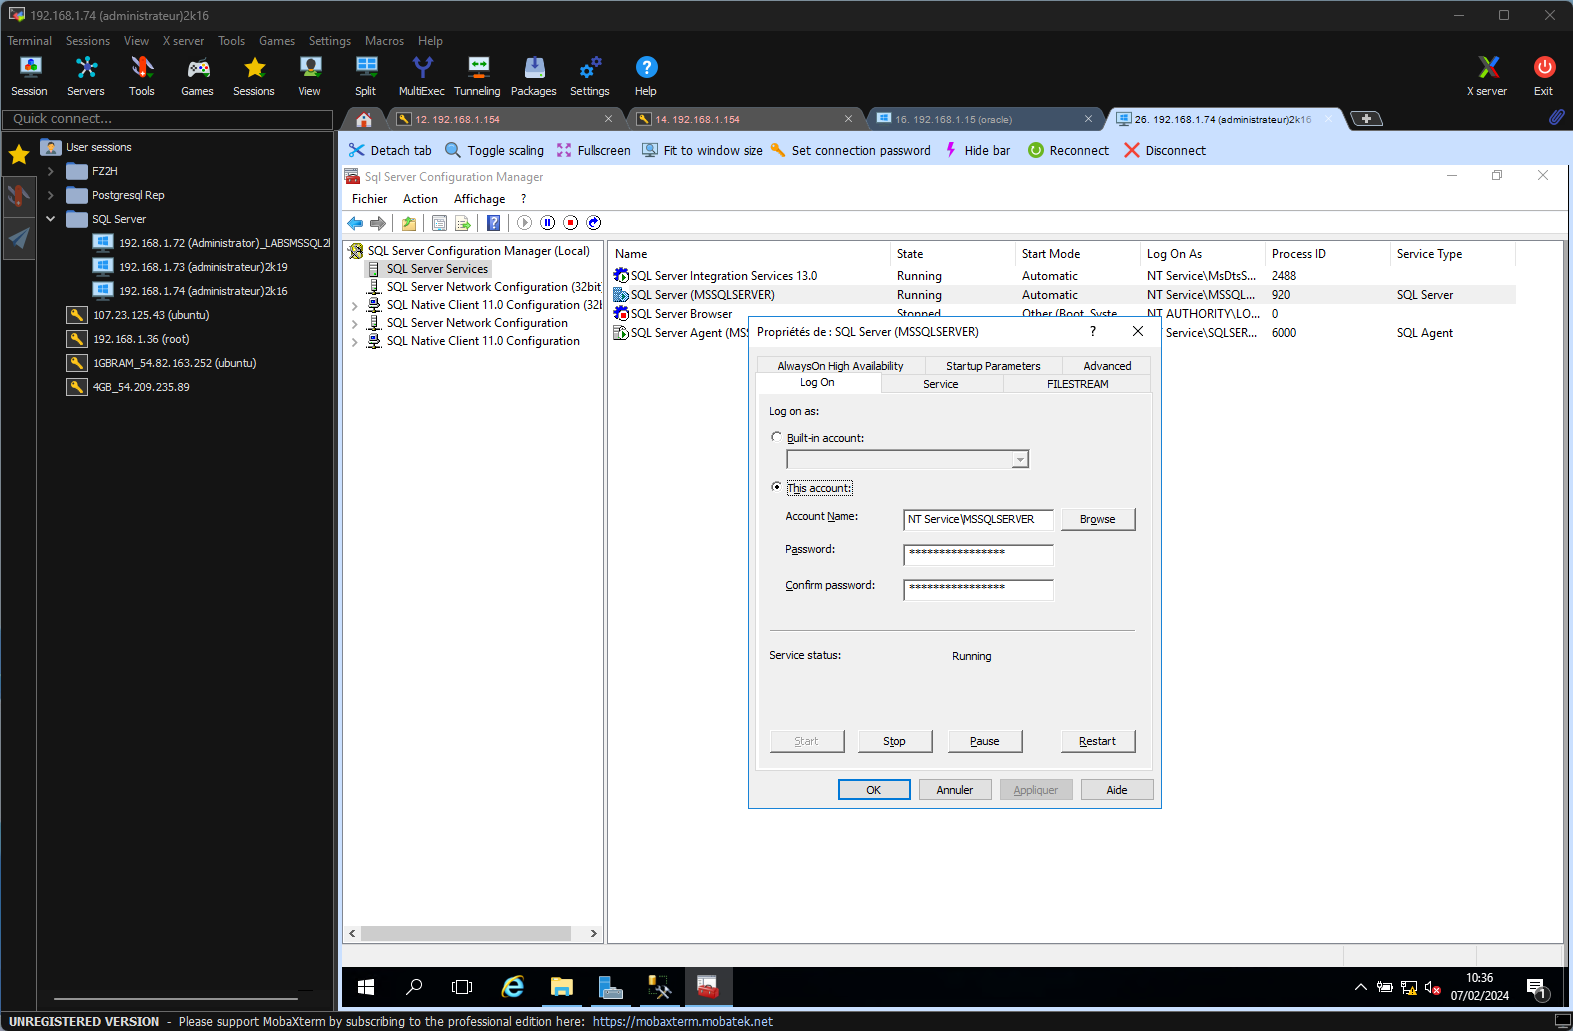 192.168.1.74 (administrateur)2k16
Terminal Sessions View X server Tools Games Settings Macros Help
Session Servers Tools Games Sessions View Split MultiExec Tunneling Packages Settings Help X server Exit
Quick connect...
12. 192.168.1.154
14. 192.168.1.154
16. 192.168.1.15 (oracle)
26. 192.168.1.74 (administrateur)2k16
Detach tab Toggle scaling Fullscreen Fit to window size Set connection password Hide bar Reconnect Disconnect
User sessions
FZ2H
Postgresql Rep
SQL Server
192.168.1.72 (Administrator)_LABSMSSQL2
192.168.1.73 (administrateur)2k19
192.168.1.74 (administrateur)2k16
107.23.125.43 (ubuntu)
192.168.1.36 (root)
1GBRAM_54.82.163.252 (ubuntu)
4GB_54.209.235.89
Sql Server Configuration Manager
Fichier Action Affichage ?
SQL Server Configuration Manager (Local)
SQL Server Services
SQL Server Network Configuration (32bit
SQL Native Client 11.0 Configuration (32b
SQL Server Network Configuration
SQL Native Client 11.0 Configuration
Name State Start Mode Log On As Process ID Service Type
SQL Server Integration Services 13.0 Running Automatic NT Service\MsDtsS... 2488
SQL Server (MSSQLSERVER) Running Automatic NT Service\MSSQL... 920 SQL Server
SQL Server Browser Stopped Other (Boot, Syste... NT AUTHORITY\LO... 0
SQL Server Agent (MS Service\SQLSER... 6000 SQL Agent
Propriétés de : SQL Server (MSSQLSERVER) ?
AlwaysOn High Availability Startup Parameters Advanced
Log On Service FILESTREAM
Log on as:
Built-in account:
This account:
Account Name: NT Service\MSSQLSERVER Browse
Password: ****************
Confirm password: ****************
Service status: Running
Start Stop Pause Restart
OK Annuler Appliquer Aide
10:36
07/02/2024
1
UNREGISTERED VERSION - Please support MobaXterm by subscribing to the professional edition here: https://mobaxterm.mobatek.net